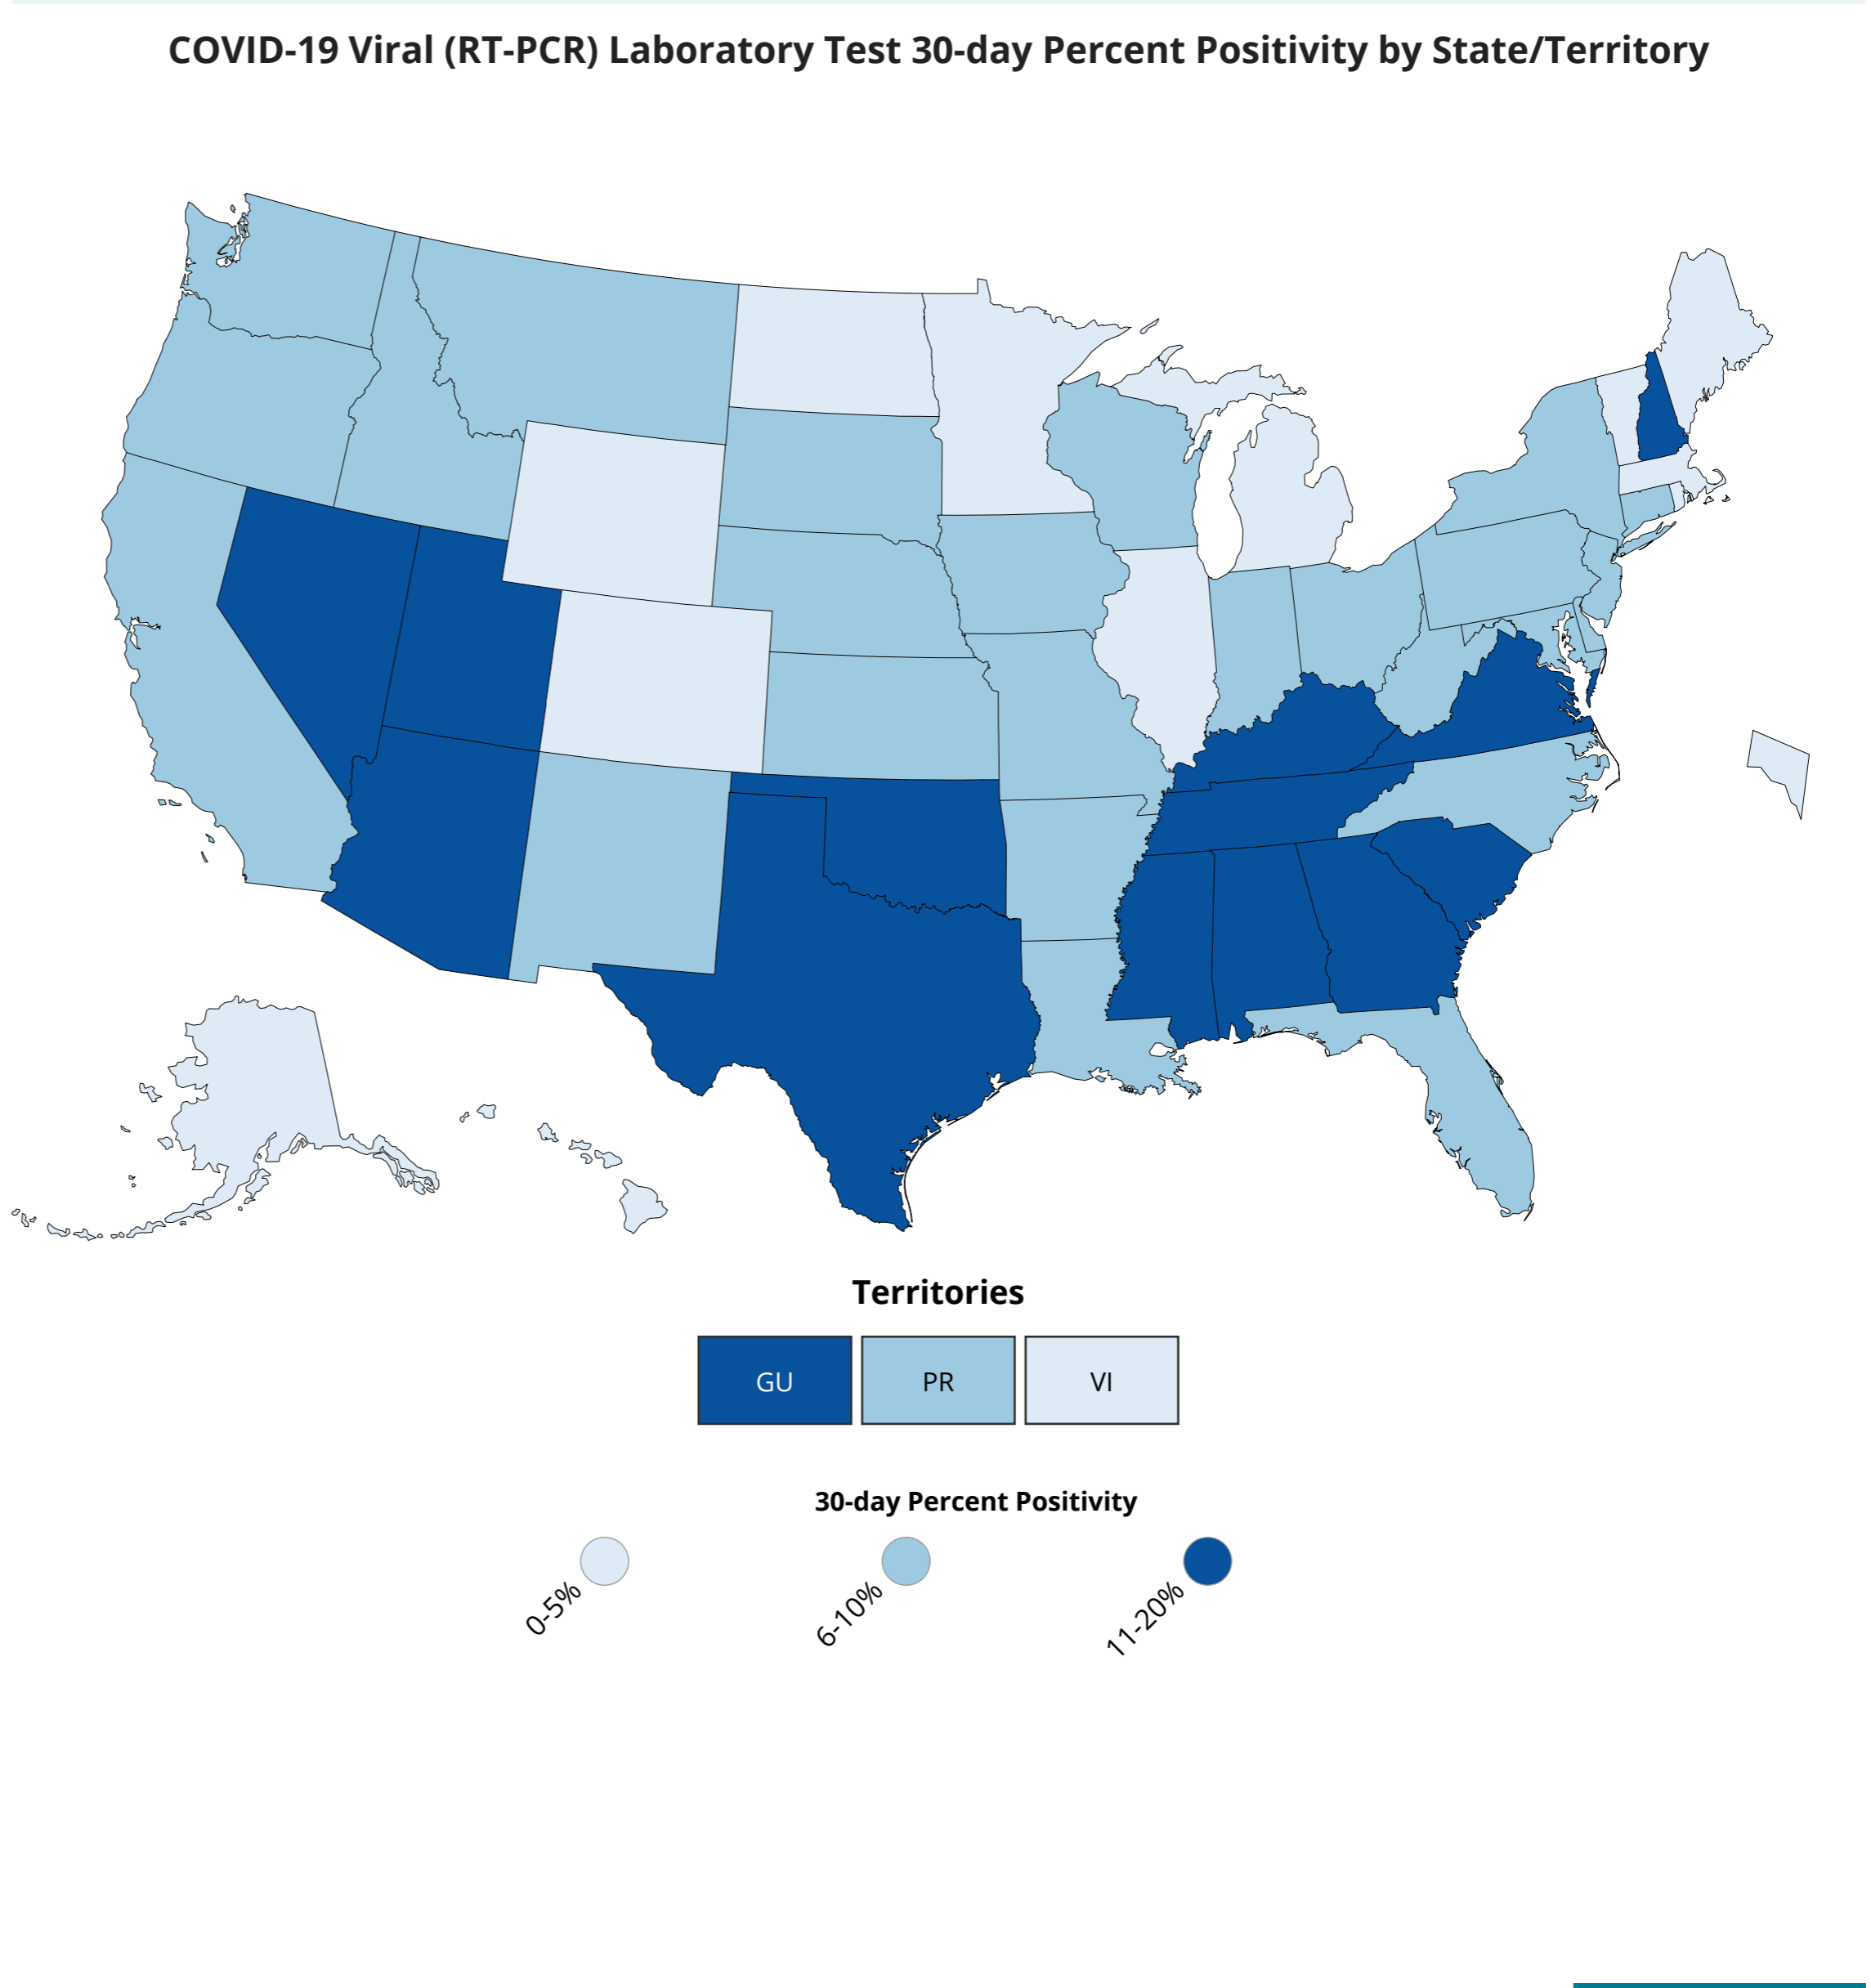 COVID-19 Viral (RT-PCR) Laboratory Test 30-day Percent Positivity by State/Territory
Territories
GU
PR
VI
30-day Percent Positivity
0-5%
6-10%
11-20%